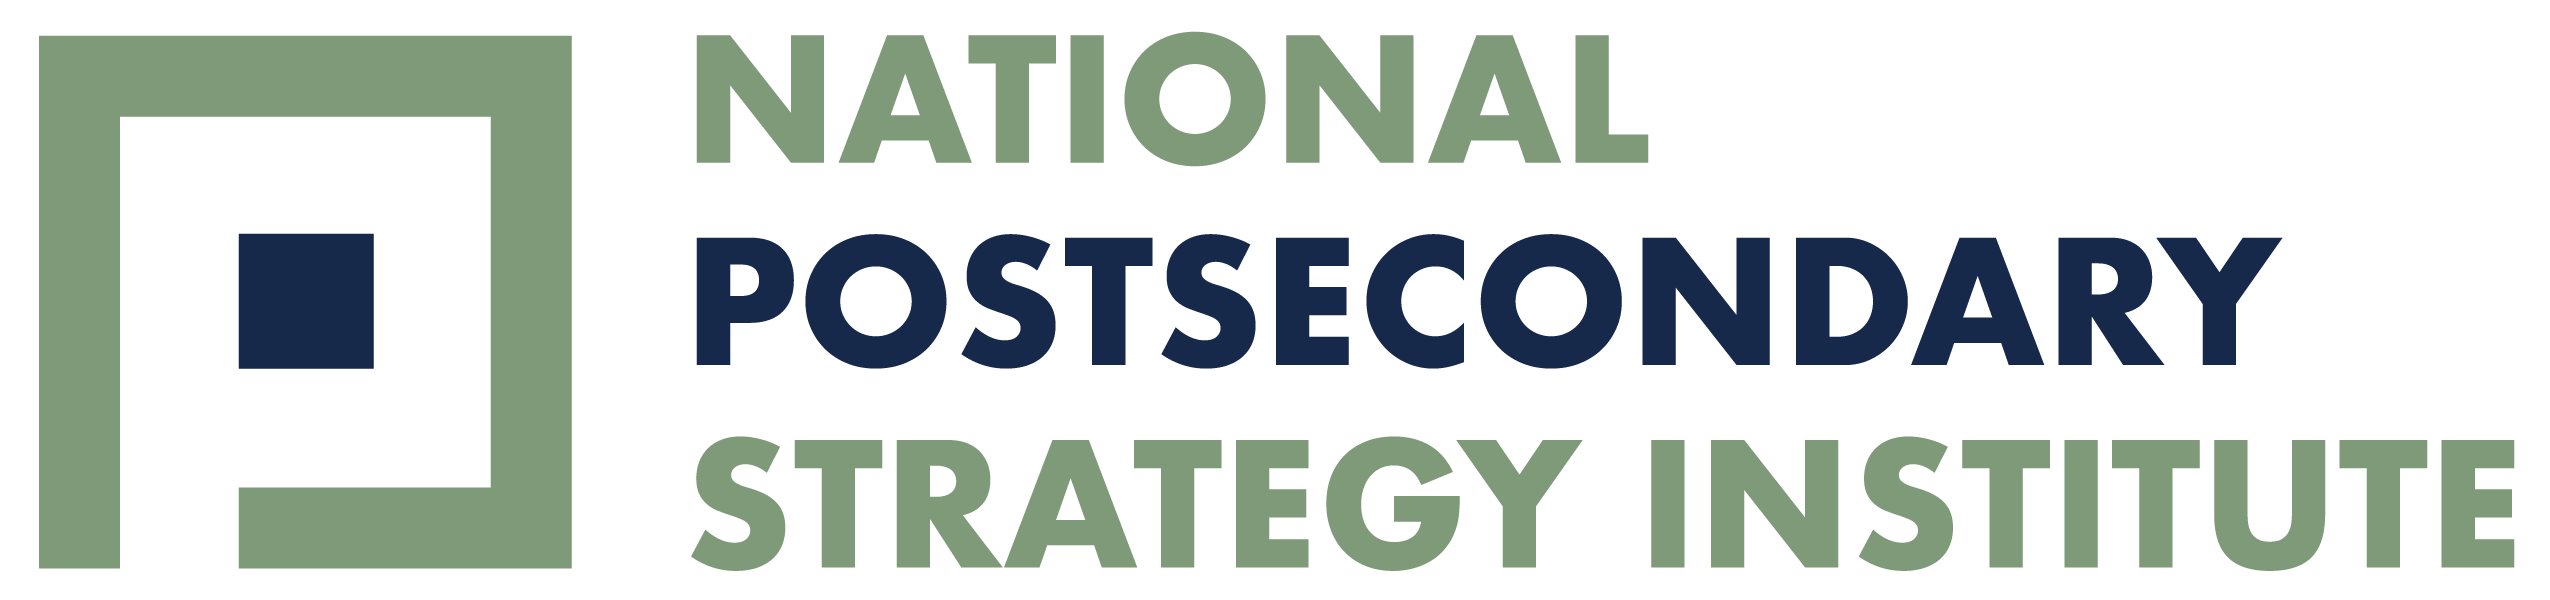 NATIONAL
POSTSECONDARY
STRATEGY INSTITUTE